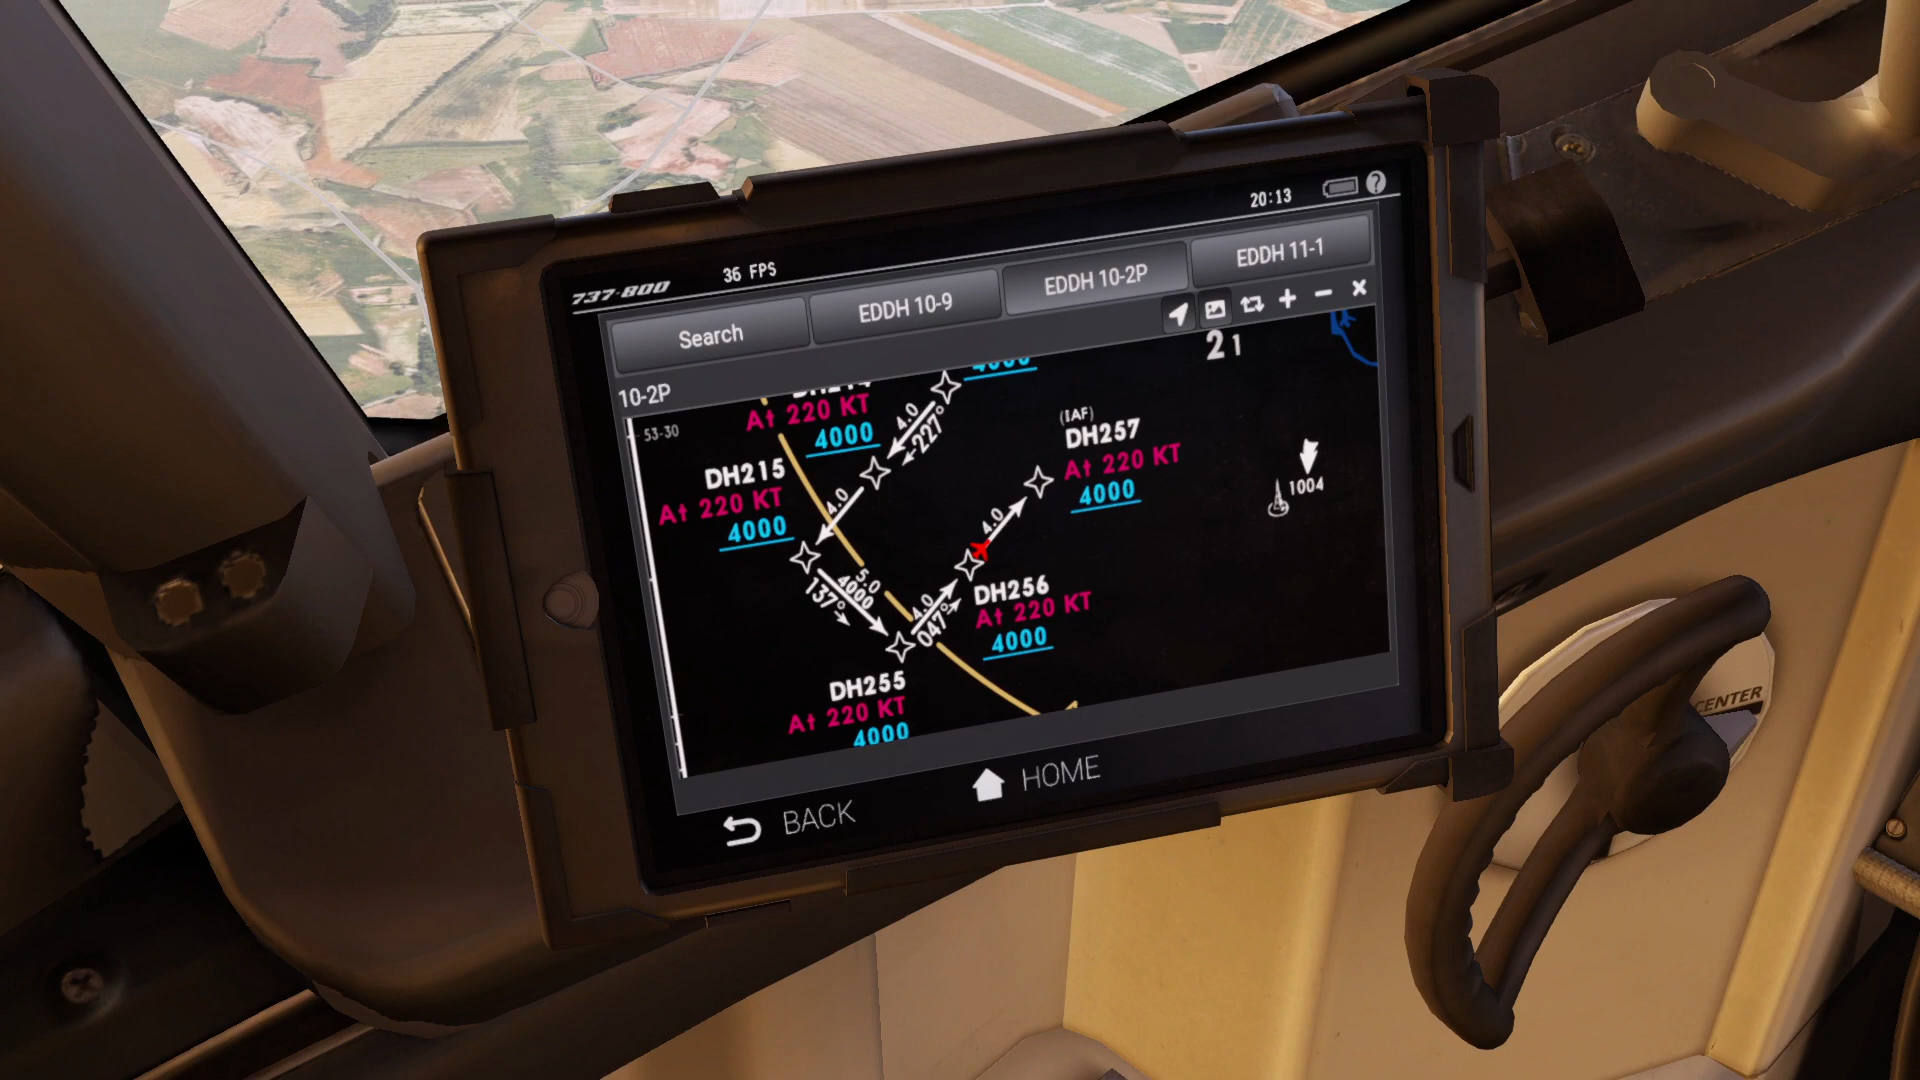 20:13
36 FPS
737-800
Search
EDDH 10-9
EDDH 10-2P
EDDH 11-1
10-2P
21
4000
53-30
At 220 KT
4000
4.0
227°
(IAF)
DH257
At 220 KT
4000
DH215
At 220 KT
4000
4.0
1004
4.0
5.0
4000
137°
4.0
047°
DH256
At 220 KT
4000
DH255
At 220 KT
4000
BACK
HOME
CENTER